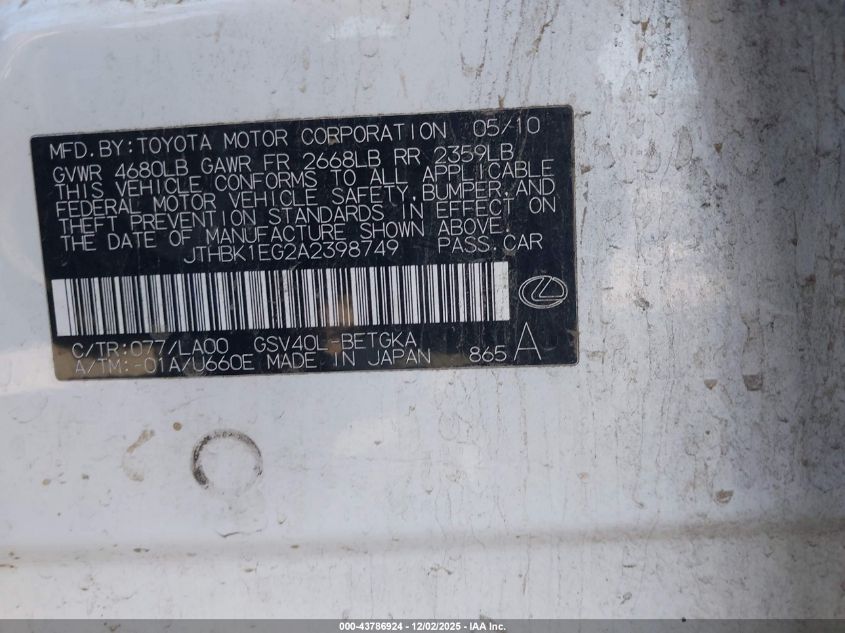 MFD.BY:TOYOTA MOTOR CORPORATION 05/10
GVWR 4680LB GAWR FR 2668LB RR 2359LB
THIS VEHICLE CONFORMS TO ALL APPLICABLE
FEDERAL MOTOR VEHICLE SAFETY,BUMPER,AND
THEFT PREVENTION STANDARDS IN EFFECT ON
THE DATE OF MANUFACTURE SHOWN ABOVE.
JTHBK1EG2A2398749 PASS.CAR
C/TR:077/LA00 GSV40L-BETGKA
A/TM:-01A/U660E MADE IN JAPAN 865 A
000-43786924 - 12/02/2025 - IAA Inc.